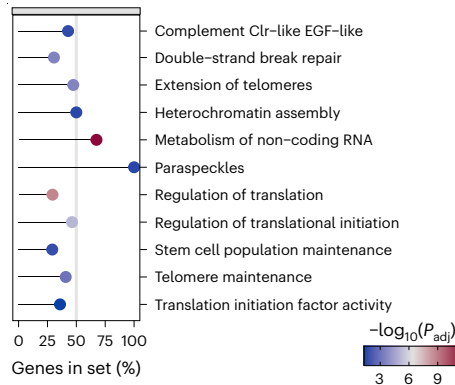 Complement Clr−like EGF−like
Double−strand break repair
Extension of telomeres
Heterochromatin assembly
Metabolism of non−coding RNA
Paraspeckles
Regulation of translation
Regulation of translational initiation
Stem cell population maintenance
Telomere maintenance
Translation initiation factor activity
0 25 50 75 100
Genes in set (%)
−log10(Padj)
3 6 9